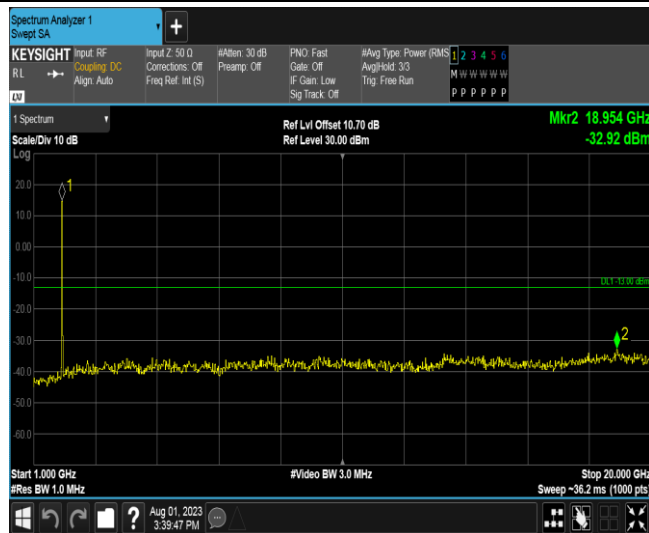 Spectrum Analyzer 1
Swept SA
+
KEYSIGHT
RL
LXI
Input: RF
Coupling: DC
Align: Auto
Input Z: 50 Ω
Corrections: Off
Freq Ref: Int (S)
#Atten: 30 dB
Preamp: Off
PNO: Fast
Gate: Off
IF Gain: Low
Sig Track: Off
#Avg Type: Power (RMS
Avg|Hold: 3/3
Trig: Free Run
1 2 3 4 5 6
M W W W W W
P P P P P P
1 Spectrum
Scale/Div 10 dB
Log
Ref Lvl Offset 10.70 dB
Ref Level 30.00 dBm
Mkr2 18.954 GHz
-32.92 dBm
20.0
10.0
0.00
-10.0
-20.0
-30.0
-40.0
-50.0
-60.0
1
DL1 -13.00 dBm
2
Start 1.000 GHz
#Res BW 1.0 MHz
#Video BW 3.0 MHz
Stop 20.000 GHz
Sweep ~36.2 ms (1000 pts)
?
Aug 01, 2023
3:39:47 PM